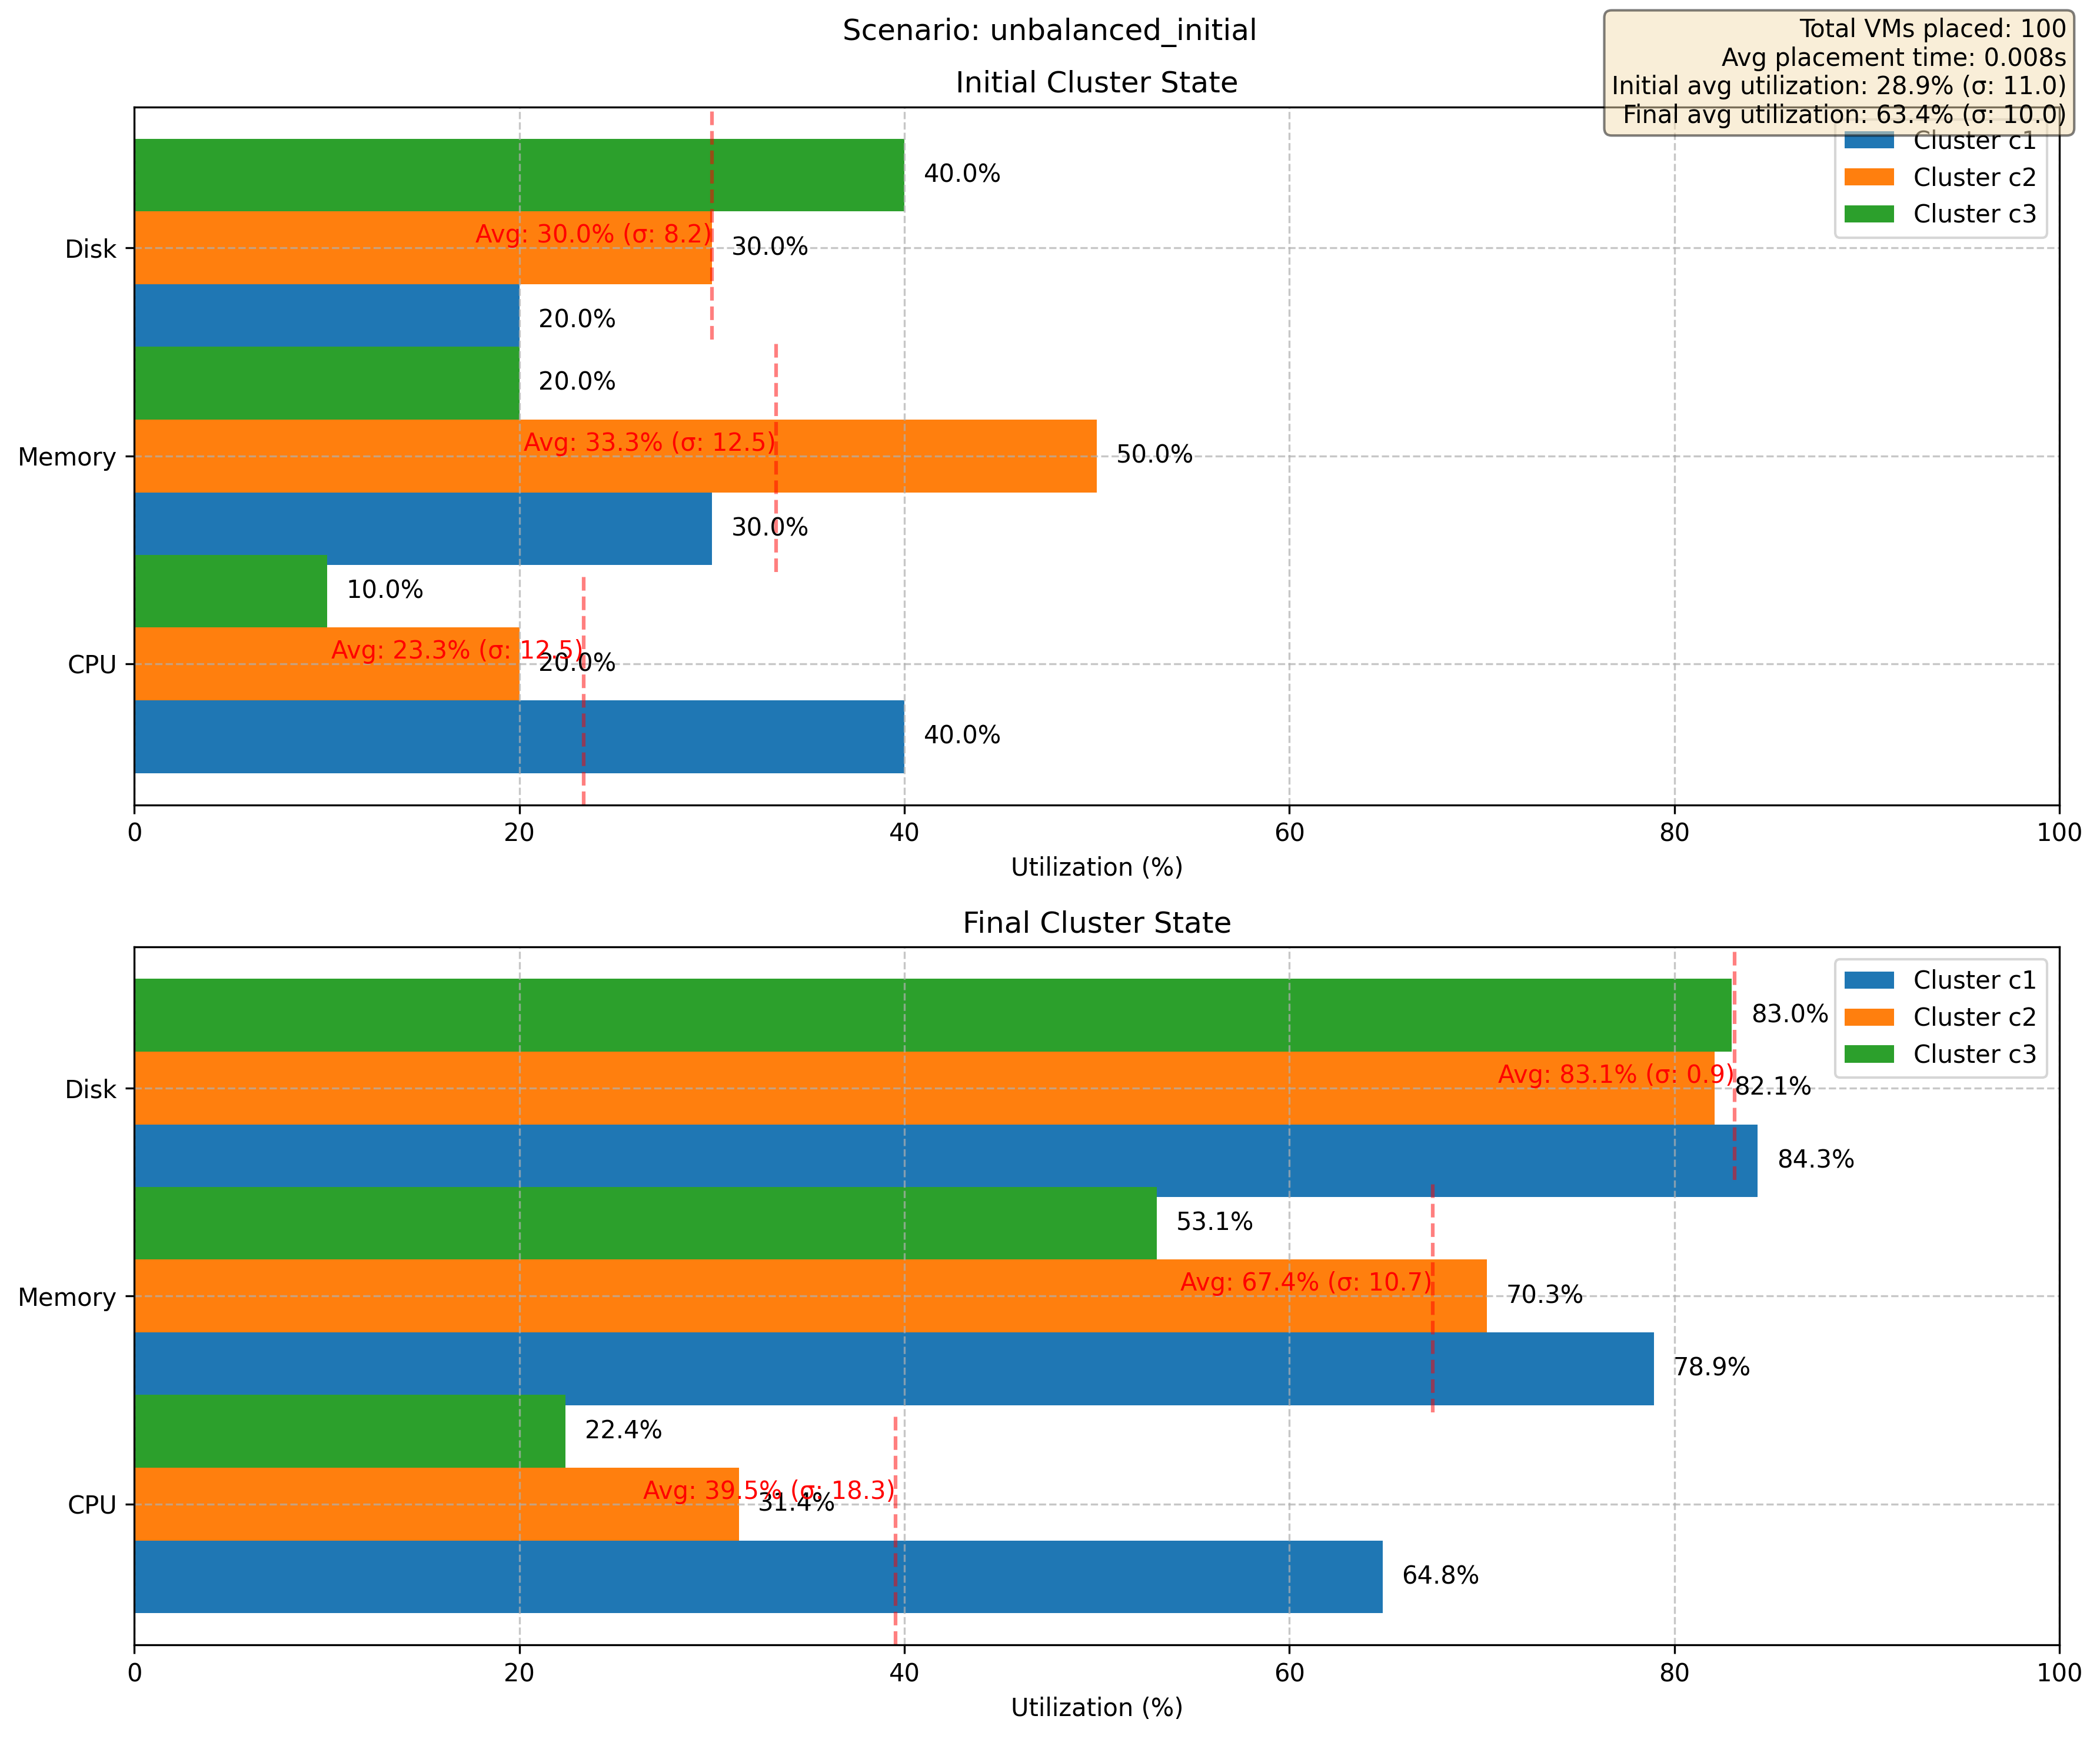 Scenario: unbalanced_initial
Total VMs placed: 100
Avg placement time: 0.008s
Initial avg utilization: 28.9% (σ: 11.0)
Final avg utilization: 63.4% (σ: 10.0)
Initial Cluster State
Cluster c1
Cluster c2
Cluster c3
40.0%
Avg: 30.0% (σ: 8.2)
Disk
30.0%
20.0%
20.0%
Avg: 33.3% (σ: 12.5)
Memory
50.0%
30.0%
10.0%
Avg: 23.3% (σ: 12.5)
CPU
20.0%
40.0%
0 20 40 60 80 100
Utilization (%)
Final Cluster State
Cluster c1
Cluster c2
Cluster c3
83.0%
Avg: 83.1% (σ: 0.9)
Disk
82.1%
84.3%
53.1%
Avg: 67.4% (σ: 10.7)
Memory
70.3%
78.9%
22.4%
Avg: 39.5% (σ: 18.3)
CPU
31.4%
64.8%
0 20 40 60 80 100
Utilization (%)